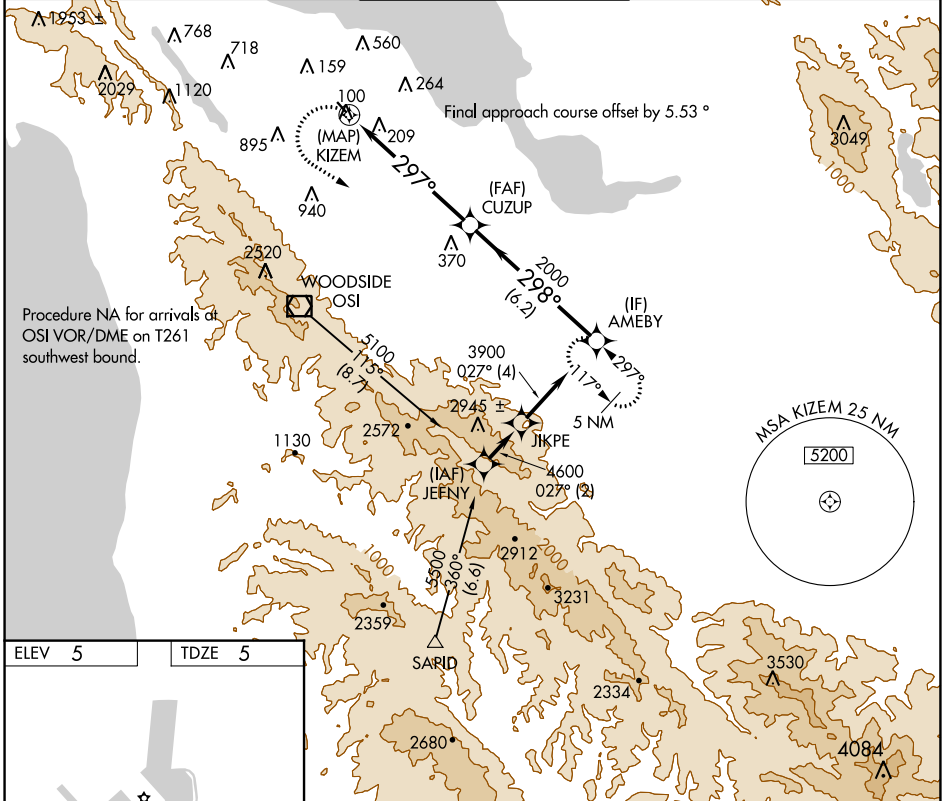 1953 ±
768
718
560
159
2029
1120
264
100
Final approach course offset by 5.53 °
209
895
(MAP)
KIZEM
3049
1000
297°
(FAF)
CUZUP
940
370
2520
2000
298°
(6.2)
WOODSIDE
OSI
(IF)
AMEBY
Procedure NA for arrivals at
OSI VOR/DME on T261
southwest bound.
5100
115°
(8.7)
3900
027° (4)
117°
297°
5 NM
2945 ±
2572
JIKPE
MSA KIZEM 25 NM
5200
1130
(IAF)
JEFNY
4600
027° (2)
1000
2912
2000
5500
360°
(6.6)
3231
2359
SAPID
ELEV 5
TDZE 5
3530
2334
2680
4084